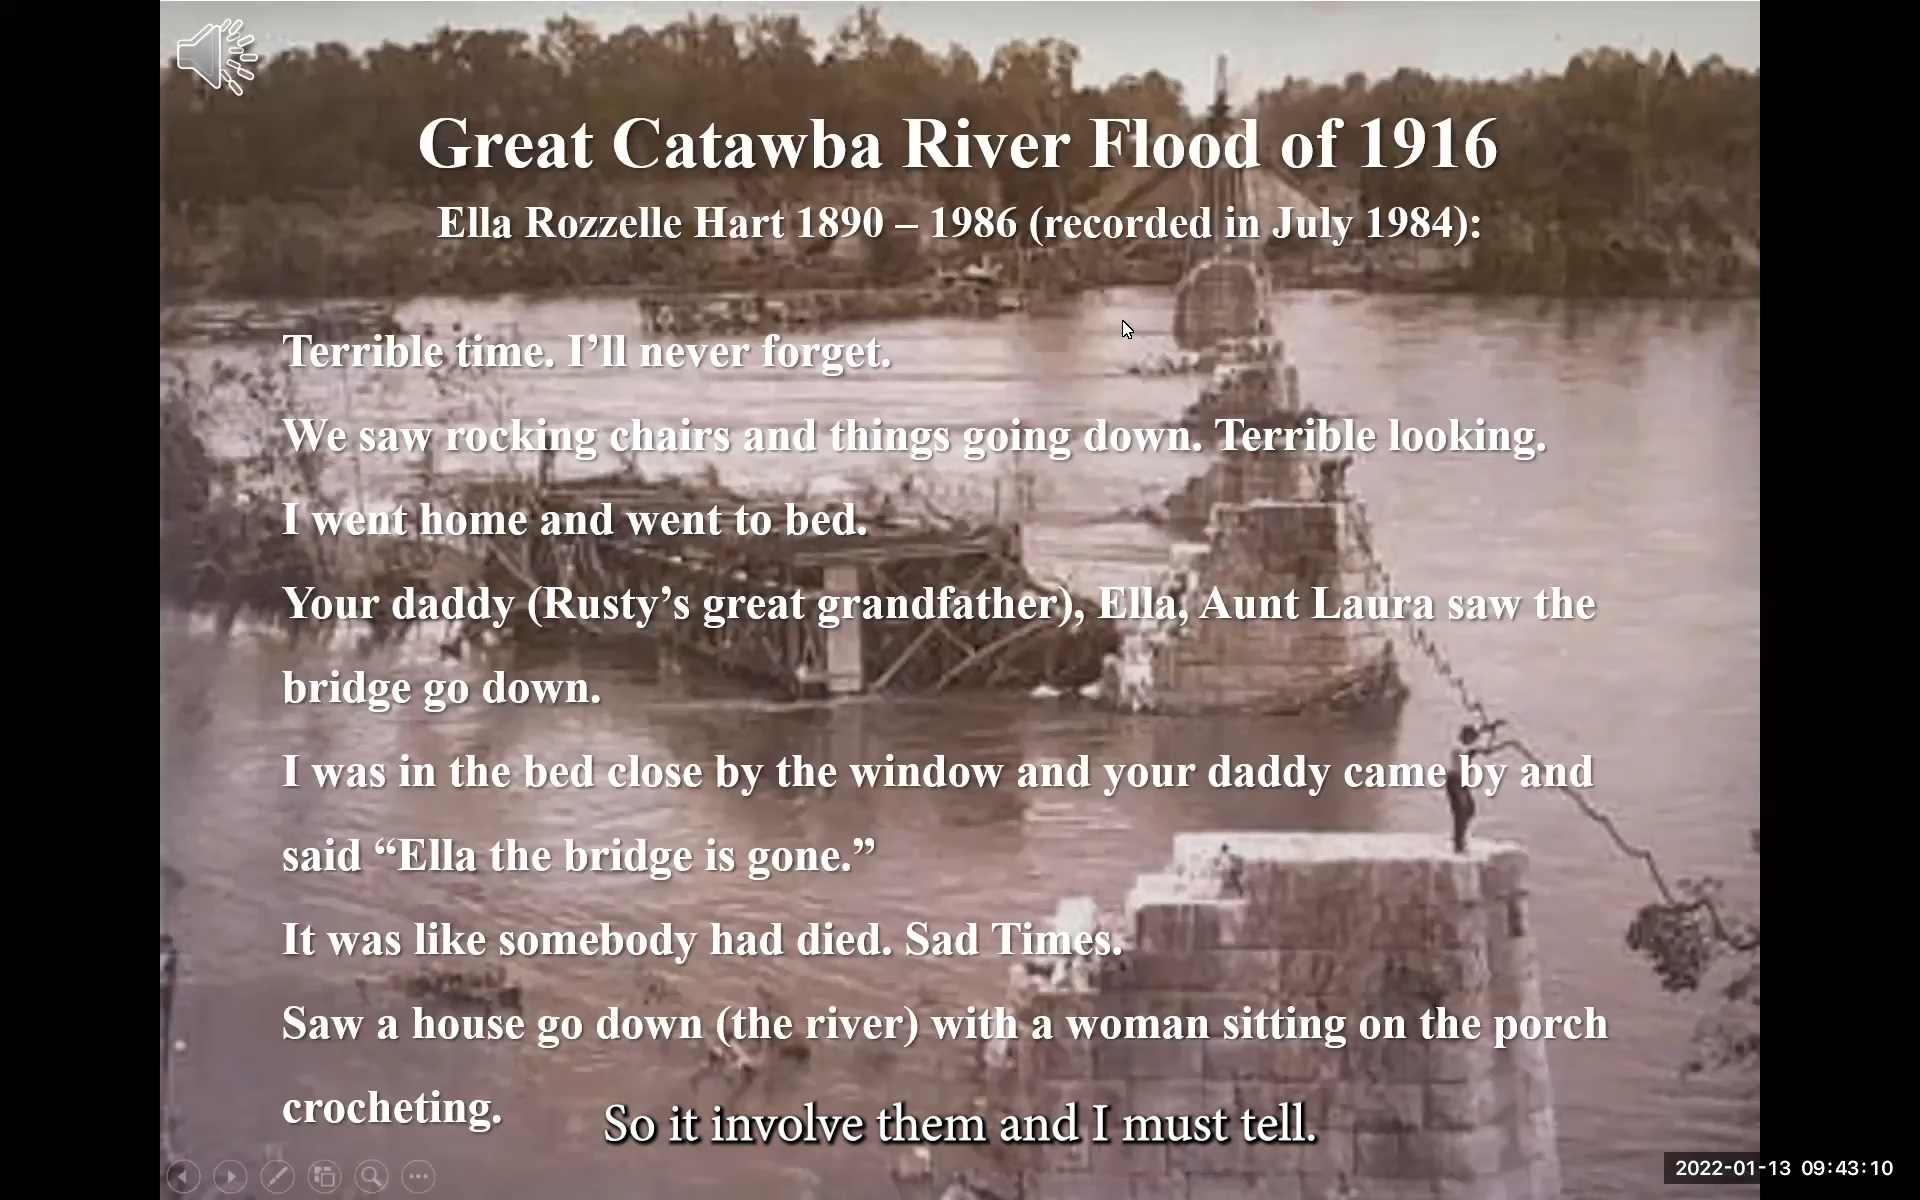 Great Catawba River Flood of 1916
Ella Rozzelle Hart 1890 – 1986 (recorded in July 1984):
Terrible time. I’ll never forget.
We saw rocking chairs and things going down. Terrible looking.
I went home and went to bed.
Your daddy (Rusty’s great grandfather), Ella, Aunt Laura saw the
bridge go down.
I was in the bed close by the window and your daddy came by and
said “Ella the bridge is gone.”
It was like somebody had died. Sad Times.
Saw a house go down (the river) with a woman sitting on the porch
crocheting.
So it involve them and I must tell.
2022-01-13 09:43:10